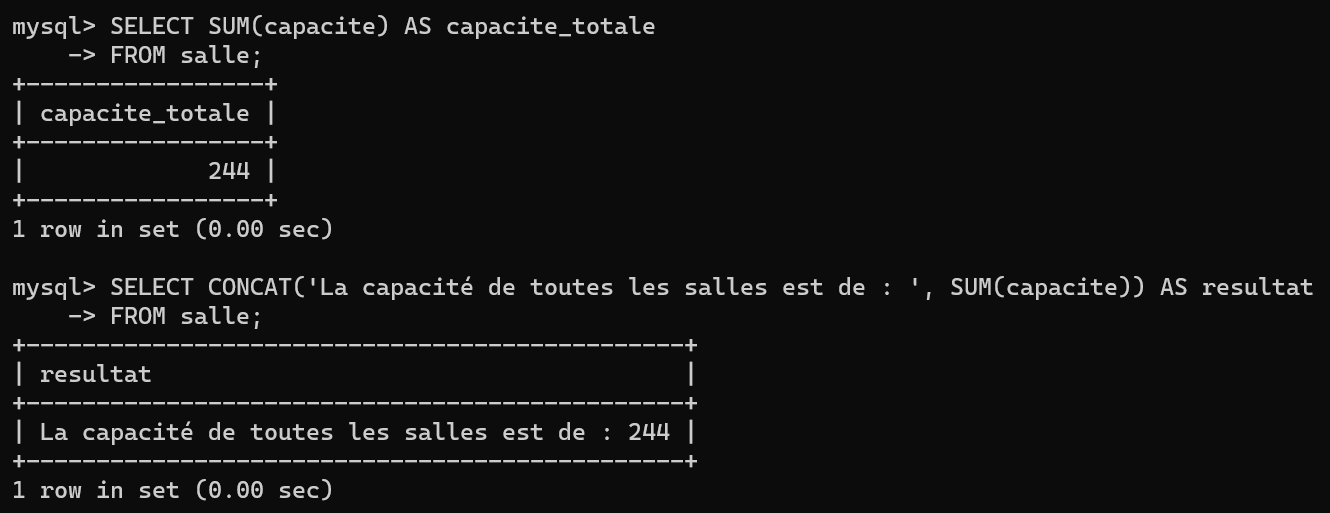 mysql> SELECT SUM(capacite) AS capacite_totale
    -> FROM salle;
+-----------------+
| capacite_totale |
+-----------------+
|             244 |
+-----------------+
1 row in set (0.00 sec)

mysql> SELECT CONCAT('La capacité de toutes les salles est de : ', SUM(capacite)) AS resultat
    -> FROM salle;
+-----------------------------------------------+
| resultat                                      |
+-----------------------------------------------+
| La capacité de toutes les salles est de : 244 |
+-----------------------------------------------+
1 row in set (0.00 sec)